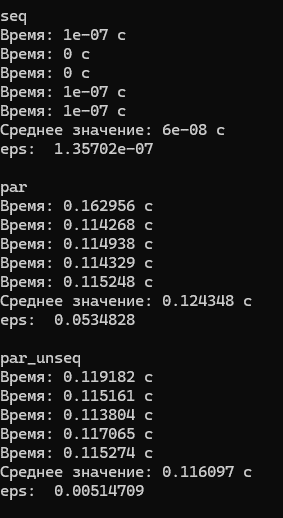 seq
Время: 1e-07 с
Время: 0 с
Время: 0 с
Время: 1e-07 с
Время: 1e-07 с
Среднее значение: 6e-08 с
eps:  1.35702e-07
par
Время: 0.162956 с
Время: 0.114268 с
Время: 0.114938 с
Время: 0.114329 с
Время: 0.115248 с
Среднее значение: 0.124348 с
eps:  0.0534828
par_unseq
Время: 0.119182 с
Время: 0.115161 с
Время: 0.113804 с
Время: 0.117065 с
Время: 0.115274 с
Среднее значение: 0.116097 с
eps:  0.00514709